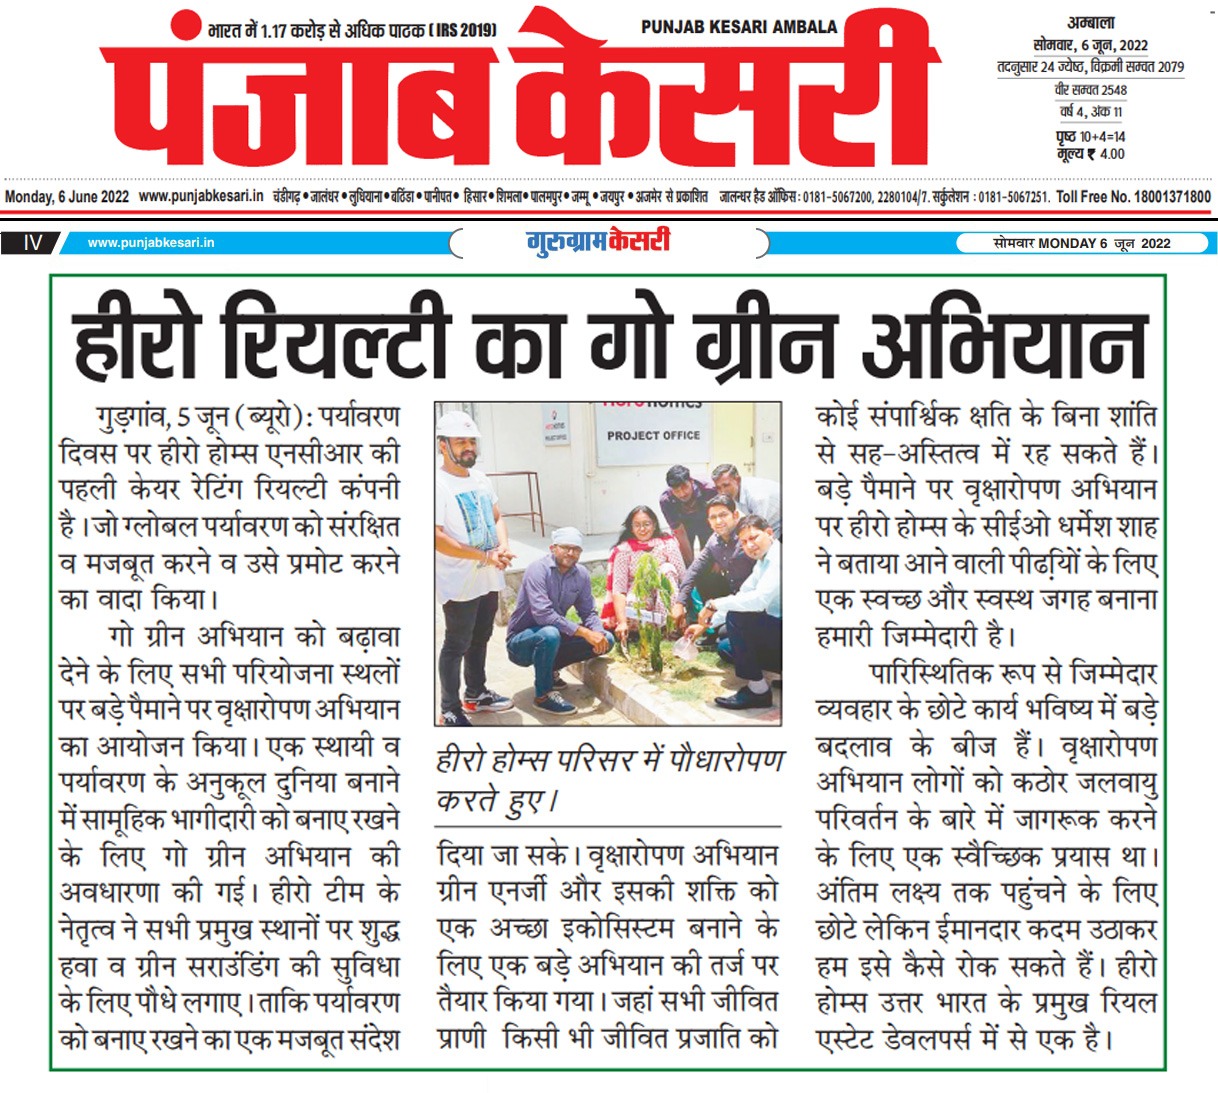 भारत में 1.17 करोड़ से अधिक पाठक ( IRS 2019)
PUNJAB KESARI AMBALA
पंजाब केसरी
अम्बाला
सोमवार, 6 जून, 2022
तदनुसार 24 ज्येष्ठ, विक्रमी सम्वत 2079
वीर सम्वत 2548
वर्ष 4, अंक 11
पृष्ठ 10+4=14
मूल्य ₹ 4.00
Monday, 6 June 2022 www.punjabkesari.in चंडीगढ़ • जालंधर • लुधियाना • बठिंडा • पानीपत • हिसार • शिमला • पालमपुर • जम्मू • जयपुर • अजमेर से प्रकाशित जालन्धर हैड ऑफिस : 0181-5067200, 2280104/7. सर्कुलेशन : 0181-5067251. Toll Free No. 18001371800
IV www.punjabkesari.in गुरुग्राम केसरी सोमवार MONDAY 6 जून 2022
हीरो रियल्टी का गो ग्रीन अभियान
गुड़गांव, 5 जून (ब्यूरो): पर्यावरण
दिवस पर हीरो होम्स एनसीआर की
पहली केयर रेटिंग रियल्टी कंपनी
है। जो ग्लोबल पर्यावरण को संरक्षित
व मजबूत करने व उसे प्रमोट करने
का वादा किया।
गो ग्रीन अभियान को बढ़ावा
देने के लिए सभी परियोजना स्थलों
पर बड़े पैमाने पर वृक्षारोपण अभियान
का आयोजन किया। एक स्थायी व
पर्यावरण के अनुकूल दुनिया बनाने
में सामूहिक भागीदारी को बनाए रखने
के लिए गो ग्रीन अभियान की
अवधारणा की गई। हीरो टीम के
नेतृत्व ने सभी प्रमुख स्थानों पर शुद्ध
हवा व ग्रीन सराउंडिंग की सुविधा
के लिए पौधे लगाए। ताकि पर्यावरण
को बनाए रखने का एक मजबूत संदेश
Hero Homes
PROJECT OFFICE
हीरो होम्स परिसर में पौधारोपण
करते हुए।
दिया जा सके। वृक्षारोपण अभियान
ग्रीन एनर्जी और इसकी शक्ति को
एक अच्छा इकोसिस्टम बनाने के
लिए एक बड़े अभियान की तर्ज पर
तैयार किया गया। जहां सभी जीवित
प्राणी किसी भी जीवित प्रजाति को
कोई संपार्श्विक क्षति के बिना शांति
से सह-अस्तित्व में रह सकते हैं।
बड़े पैमाने पर वृक्षारोपण अभियान
पर हीरो होम्स के सीईओ धर्मेश शाह
ने बताया आने वाली पीढ़ियों के लिए
एक स्वच्छ और स्वस्थ जगह बनाना
हमारी जिम्मेदारी है।
पारिस्थितिक रूप से जिम्मेदार
व्यवहार के छोटे कार्य भविष्य में बड़े
बदलाव के बीज हैं। वृक्षारोपण
अभियान लोगों को कठोर जलवायु
परिवर्तन के बारे में जागरूक करने
के लिए एक स्वैच्छिक प्रयास था।
अंतिम लक्ष्य तक पहुंचने के लिए
छोटे लेकिन ईमानदार कदम उठाकर
हम इसे कैसे रोक सकते हैं। हीरो
होम्स उत्तर भारत के प्रमुख रियल
एस्टेट डेवलपर्स में से एक है।